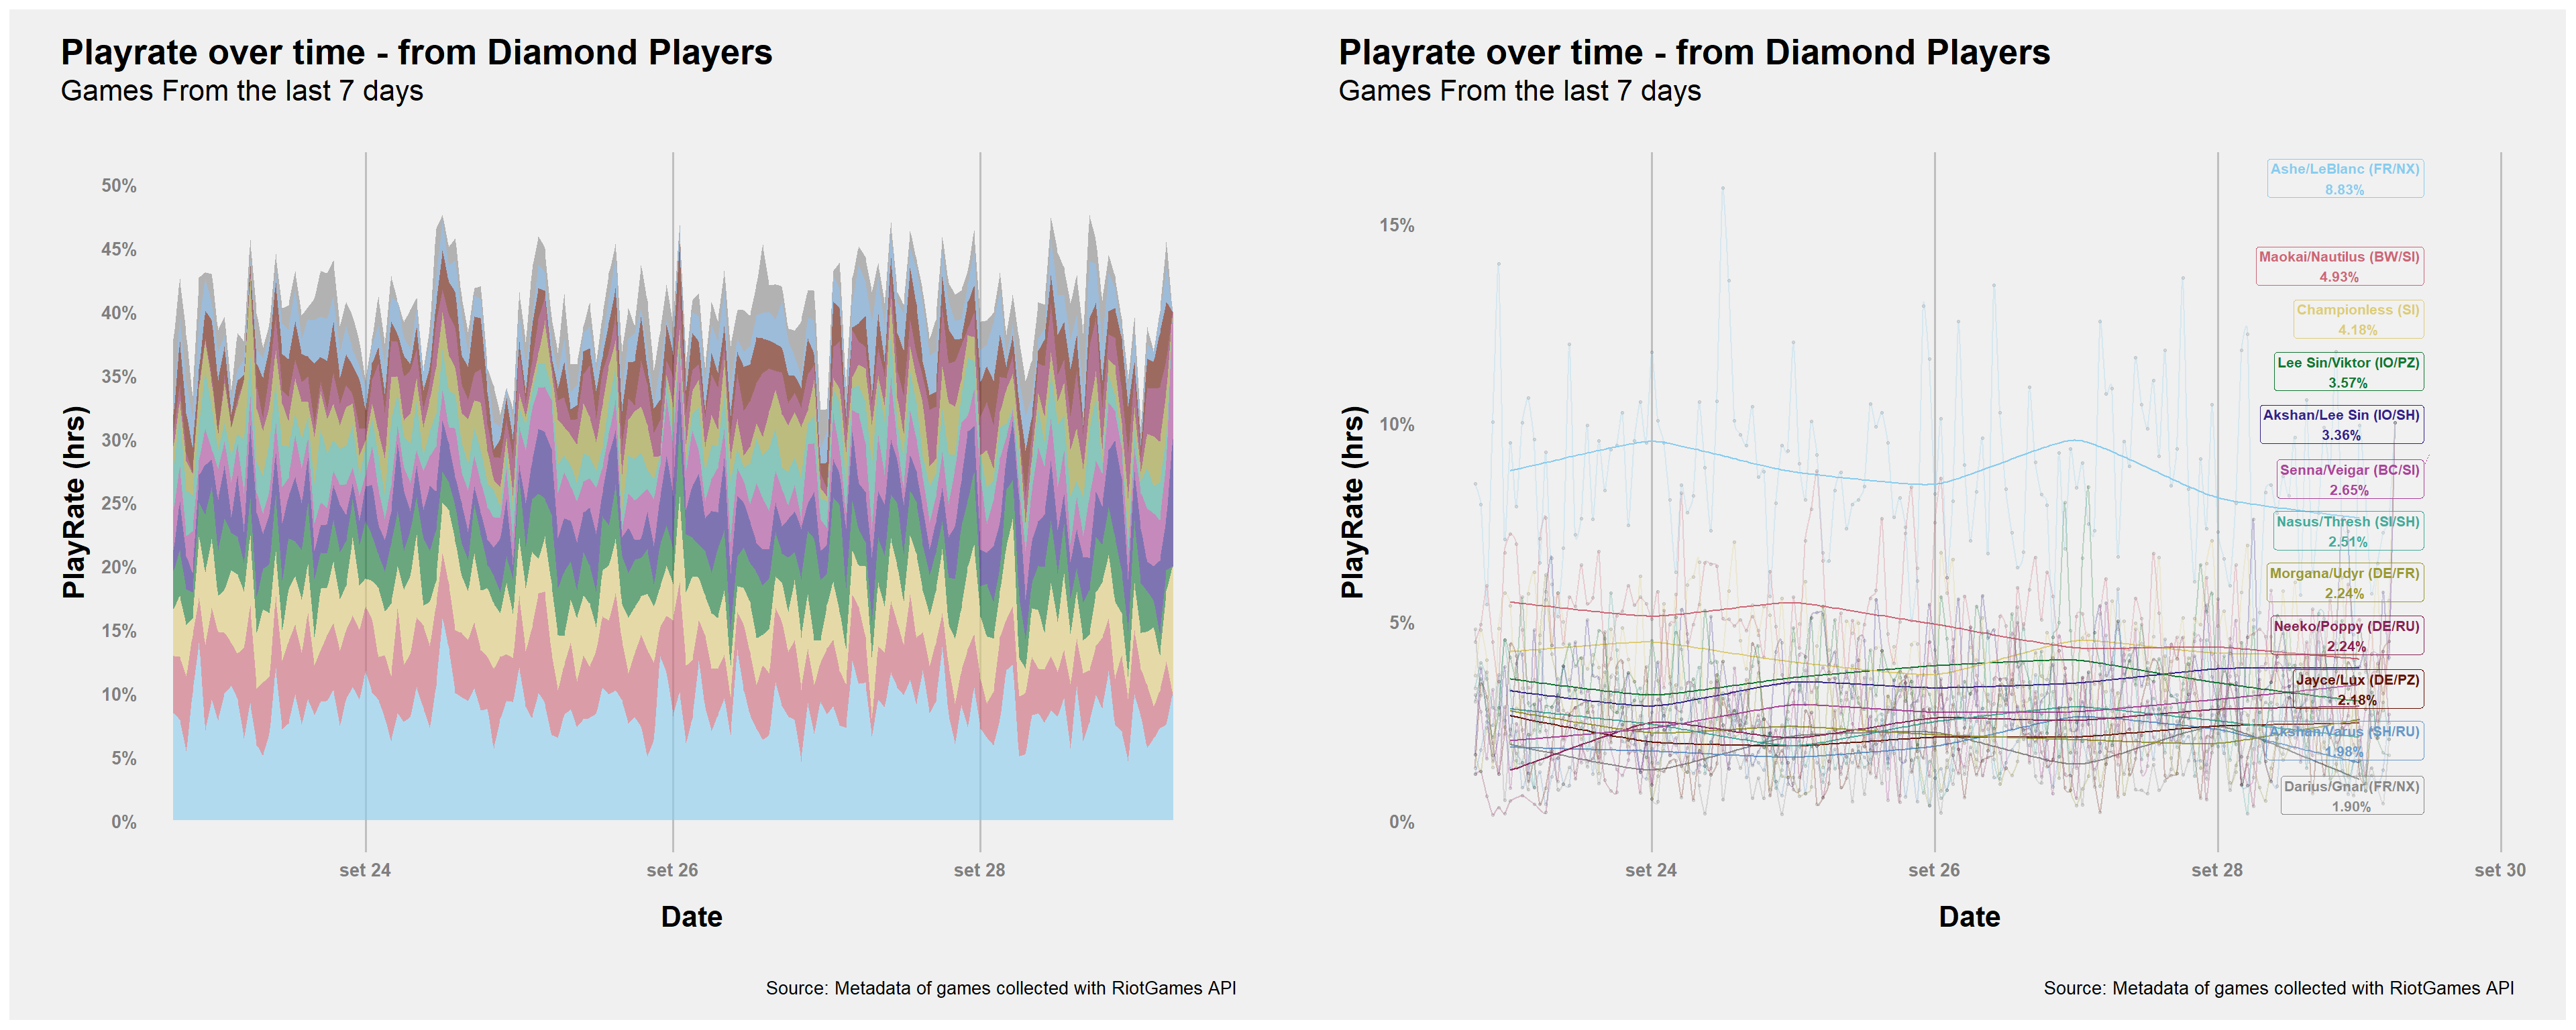 Playrate over time - from Diamond Players
Games From the last 7 days
50%
45%
40%
35%
30%
25%
20%
15%
10%
5%
0%
PlayRate (hrs)
set 24
set 26
set 28
Date
Source: Metadata of games collected with RiotGames API
Playrate over time - from Diamond Players
Games From the last 7 days
15%
10%
5%
0%
PlayRate (hrs)
Ashe/LeBlanc (FR/NX)
8.83%
Maokai/Nautilus (BW/SI)
4.93%
Championless (SI)
4.18%
Lee Sin/Viktor (IO/PZ)
3.57%
Akshan/Lee Sin (IO/SH)
3.36%
Senna/Veigar (BC/SI)
2.65%
Nasus/Thresh (SI/SH)
2.51%
Morgana/Udyr (DE/FR)
2.24%
Neeko/Poppy (DE/RU)
2.24%
Jayce/Lux (DE/PZ)
2.18%
Akshan/Varus (SH/RU)
1.98%
Darius/Gnar (FR/NX)
1.90%
set 24
set 26
set 28
set 30
Date
Source: Metadata of games collected with RiotGames API